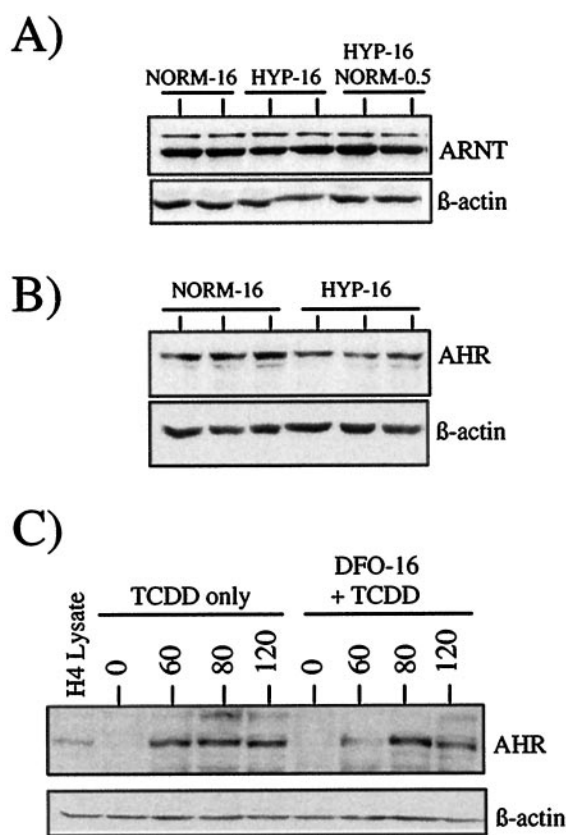 A)
NORM-16 HYP-16 HYP-16
NORM-0.5
ARNT
ß-actin
B)
NORM-16 HYP-16
AHR
ß-actin
C)
TCDD only DFO-16
+ TCDD
H4 Lysate 0 60 80 120 0 60 80 120
AHR
ß-actin